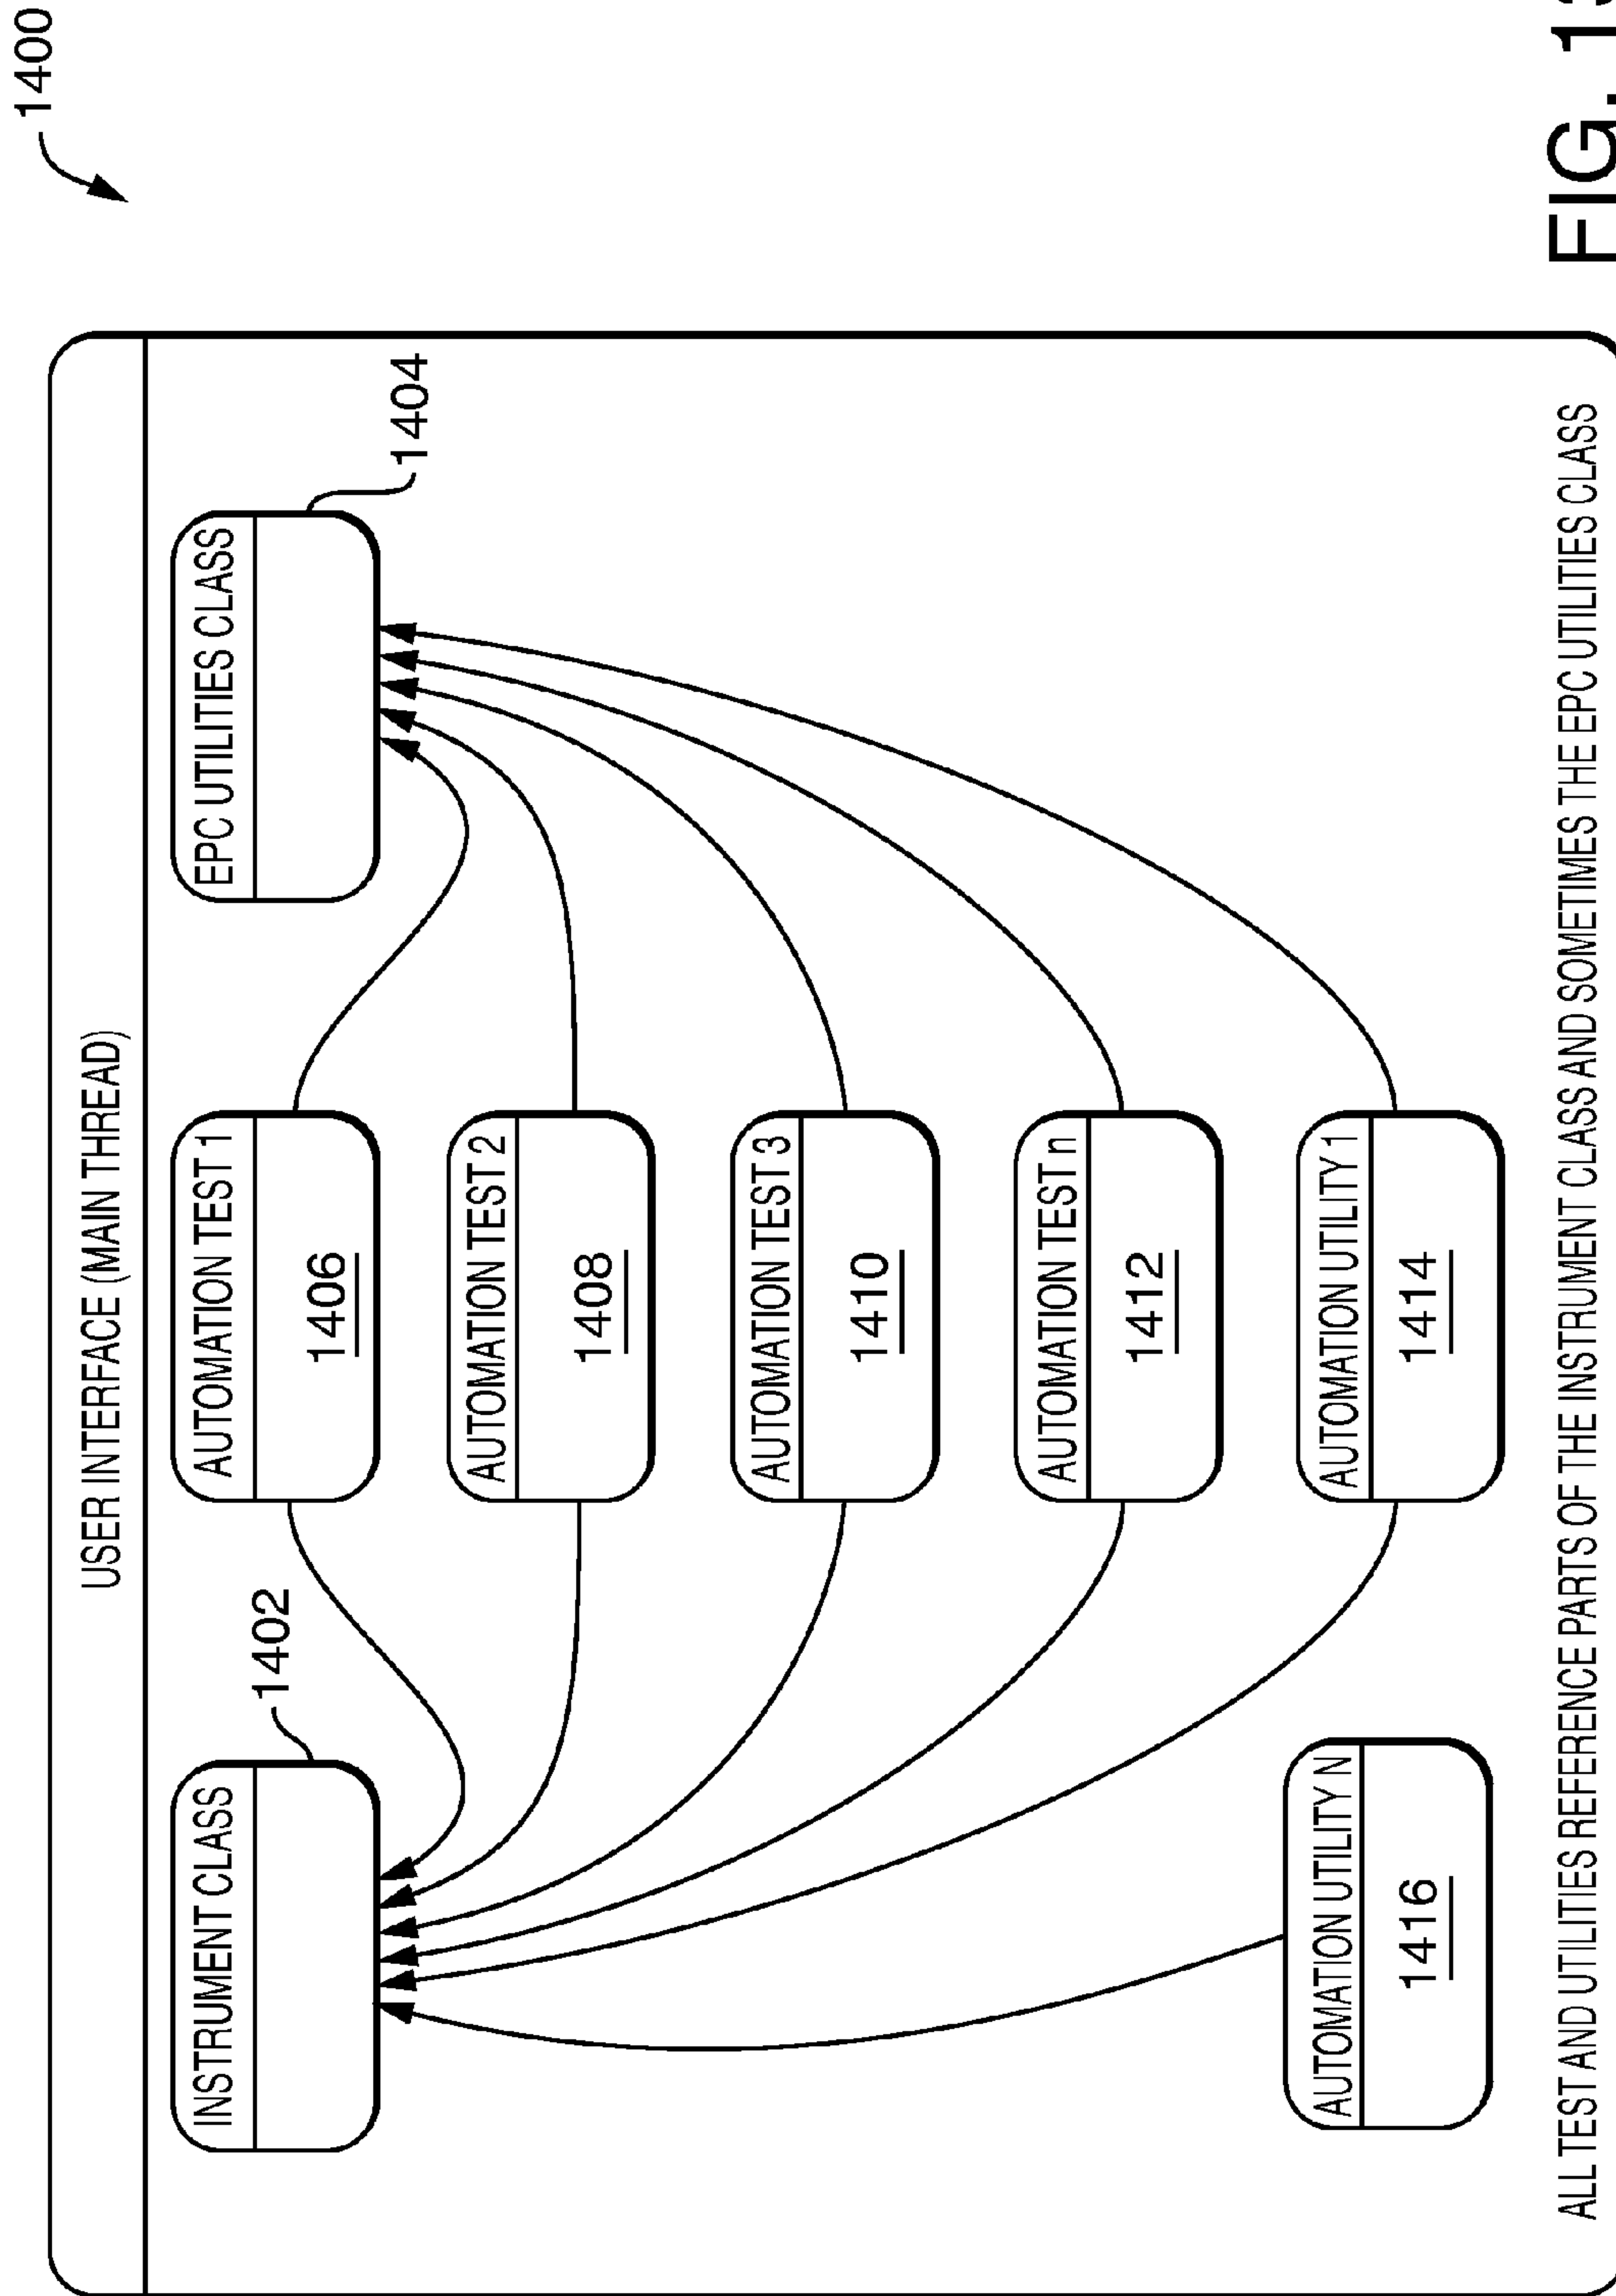 1400
USER INTERFACE (MAIN THREAD)
INSTRUMENT CLASS
1402
AUTOMATION TEST 1
1406
EPC UTILITIES CLASS
1404
AUTOMATION TEST 2
1408
AUTOMATION TEST 3
1410
AUTOMATION TEST n
1412
AUTOMATION UTILITY N
1416
AUTOMATION UTILITY 1
1414
ALL TEST AND UTILITIES REFERENCE PARTS OF THE INSTRUMENT CLASS AND SOMETIMES THE EPC UTILITIES CLASS
FIG.